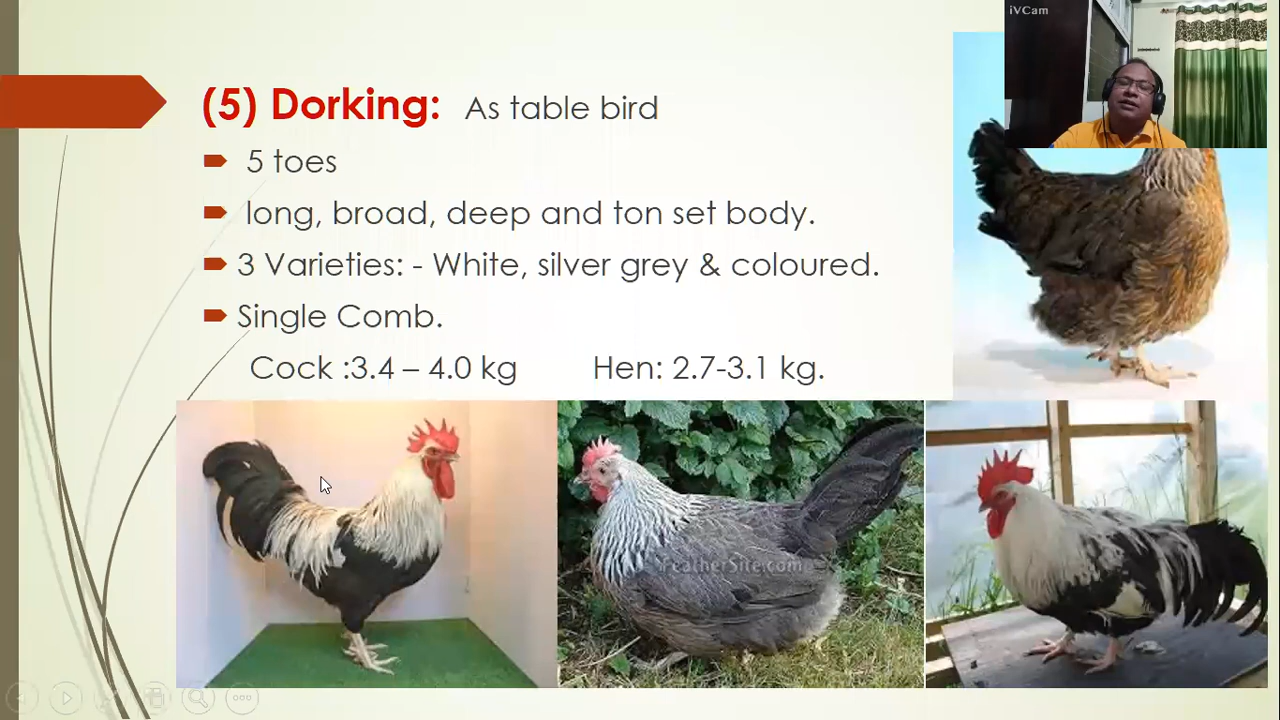 iVCam
(5) Dorking: As table bird
5 toes
long, broad, deep and ton set body.
3 Varieties: - White, silver grey & coloured.
Single Comb.
Cock :3.4 – 4.0 kg Hen: 2.7-3.1 kg.
FeatherSite.com